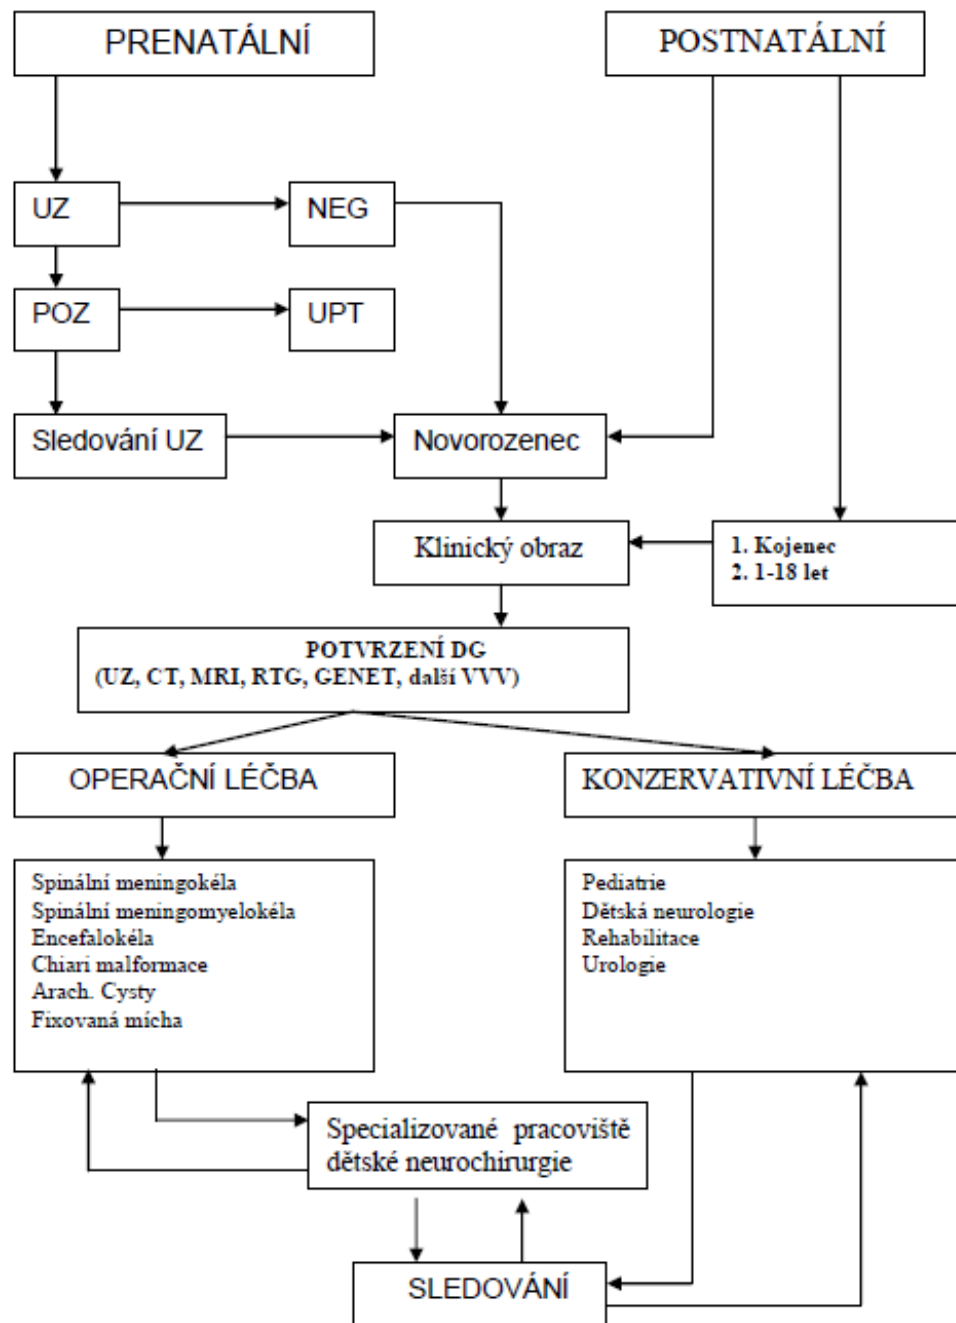 PRENATÁLNÍ
POSTNATÁLNÍ
UZ
NEG
POZ
UPT
Sledování UZ
Novorozenec
Klinický obraz
1. Kojenec
2. 1-18 let
POTVRZENÍ DG
(UZ, CT, MRI, RTG, GENET, další VVV)
OPERAČNÍ LÉČBA
KONZERVATIVNÍ LÉČBA
Spinální meningokéla
Spinální meningomyelokéla
Encefalokéla
Chiari malformace
Arach. Cysty
Fixovaná mícha
Pediatrie
Dětská neurologie
Rehabilitace
Urologie
Specializované pracoviště
dětské neurochirurgie
SLEDOVÁNÍ